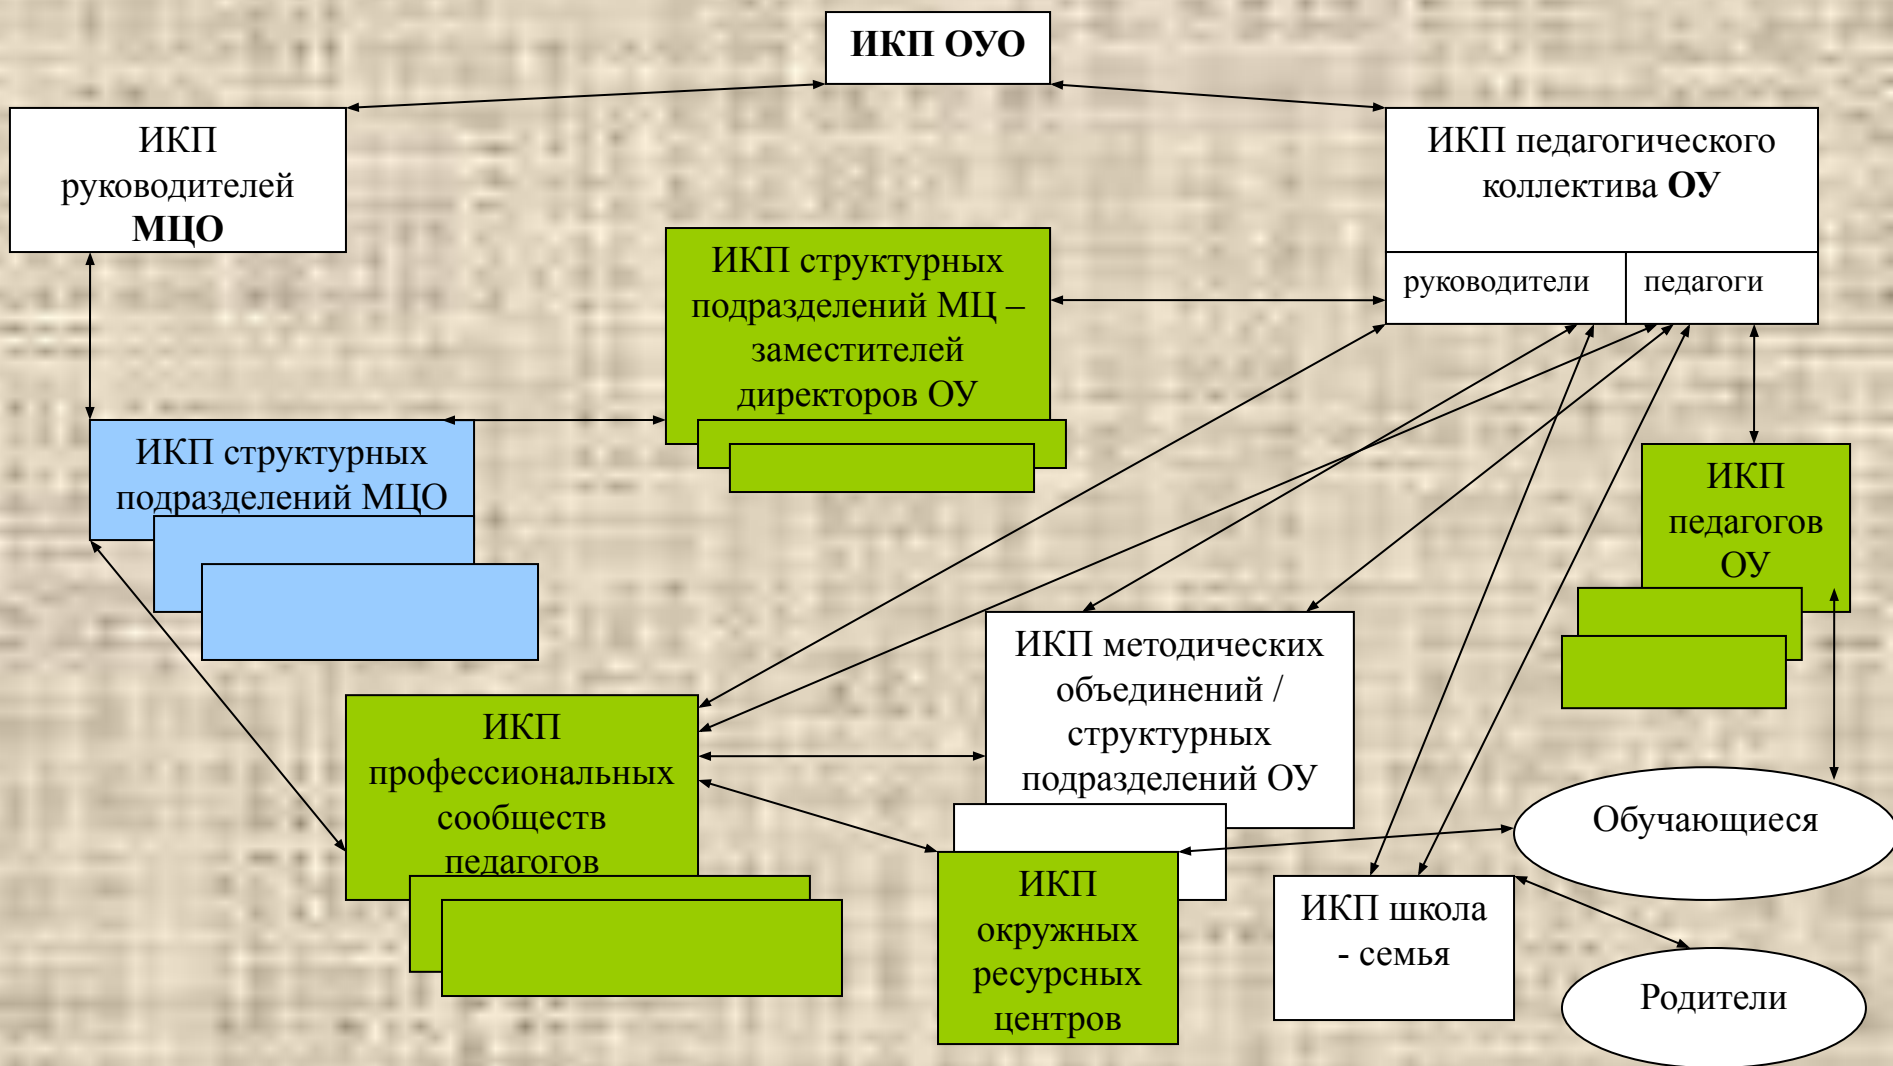 ИКП ОУО
ИКП
руководителей
МЦО
ИКП педагогического
коллектива ОУ
руководители
педагоги
ИКП структурных
подразделений МЦ –
заместителей
директоров ОУ
ИКП структурных
подразделений МЦО
ИКП
педагогов
ОУ
ИКП методических
объединений /
структурных
подразделений ОУ
ИКП
профессиональных
сообществ
педагогов
Обучающиеся
ИКП
окружных
ресурсных
центров
ИКП школа
- семья
Родители